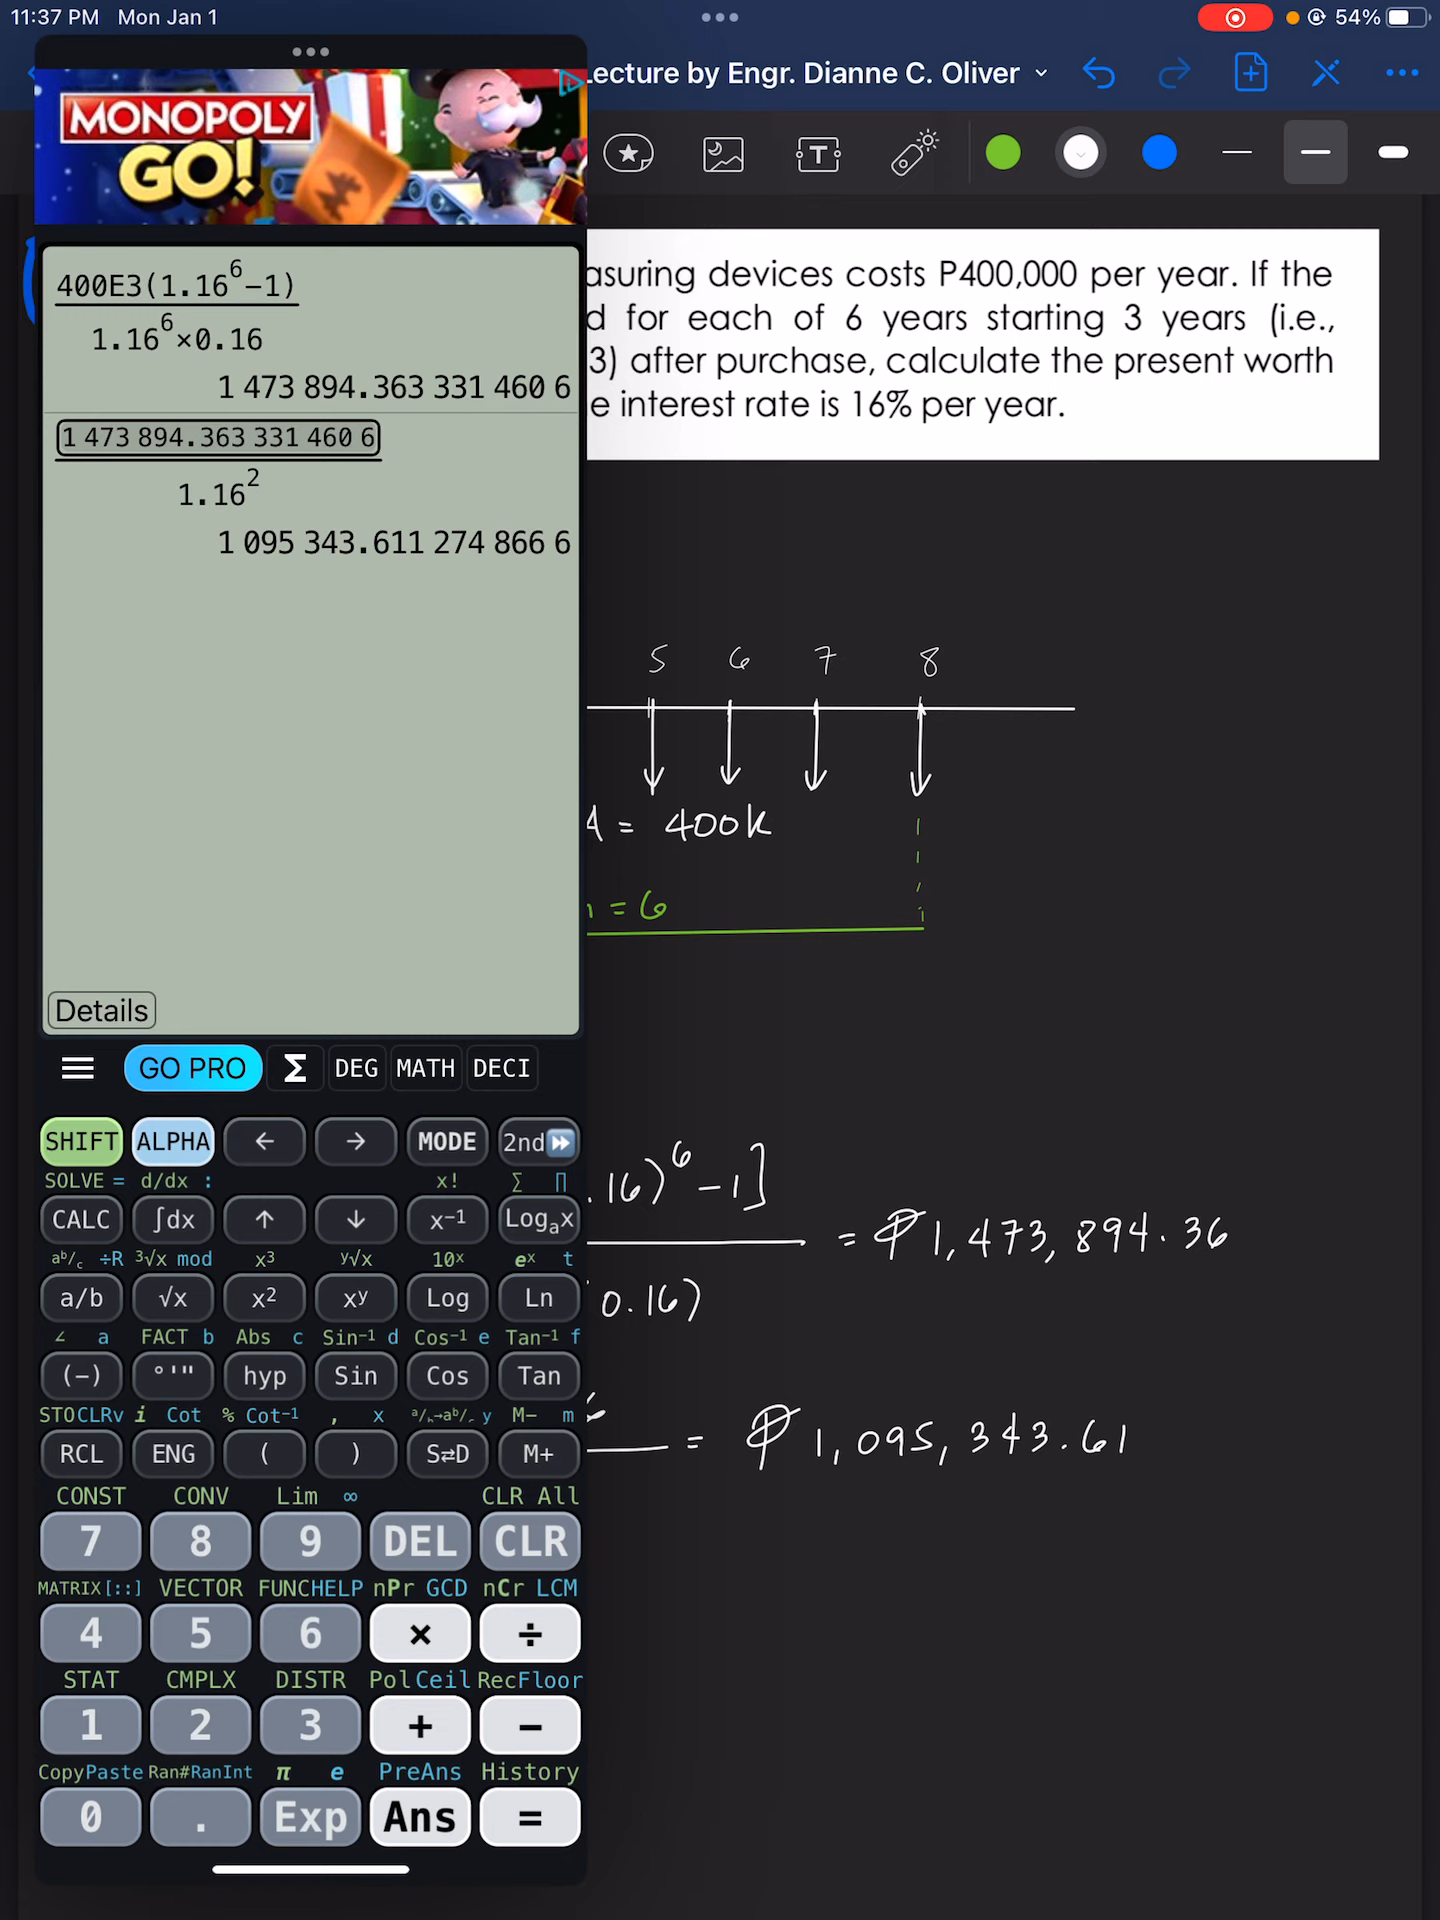 11:37 PM Mon Jan 1
54%
Lecture by Engr. Dianne C. Oliver
MONOPOLY
GO!
T
asuring devices costs P400,000 per year. If the
d for each of 6 years starting 3 years (i.e.,
3) after purchase, calculate the present worth
e interest rate is 16% per year.
400E3(1.16^6−1)
1.16^6×0.16
1 473 894.363 331 460 6
1 473 894.363 331 460 6
1.16^2
1 095 343.611 274 866 6
5 6 7 8
A = 400k
n = 6
Details
GO PRO Σ DEG MATH DECI
SHIFT ALPHA ← → MODE 2nd
SOLVE = d/dx : x! ∑ ∏
CALC ∫dx ↑ ↓ x⁻¹ Logₐx
.16)^6 − 1]
= ₱ 1,473,894.36
0.16)
aᵇ/c ÷R ³√x mod x³ ʸ√x 10ˣ eˣ t
a/b √x x² xʸ Log Ln
∠ a FACT b Abs c Sin⁻¹ d Cos⁻¹ e Tan⁻¹ f
(−) °'" hyp Sin Cos Tan
STO CLRv i Cot % Cot⁻¹ , x y M− m
RCL ENG ( ) S⇄D M+
6
= ₱ 1,095,343.61
CONST CONV Lim ∞ CLR All
7 8 9 DEL CLR
MATRIX [::] VECTOR FUNC HELP nPr GCD nCr LCM
4 5 6 × ÷
STAT CMPLX DISTR Pol Ceil Rec Floor
1 2 3 + −
Copy Paste Ran# RanInt π e PreAns History
0 . Exp Ans =